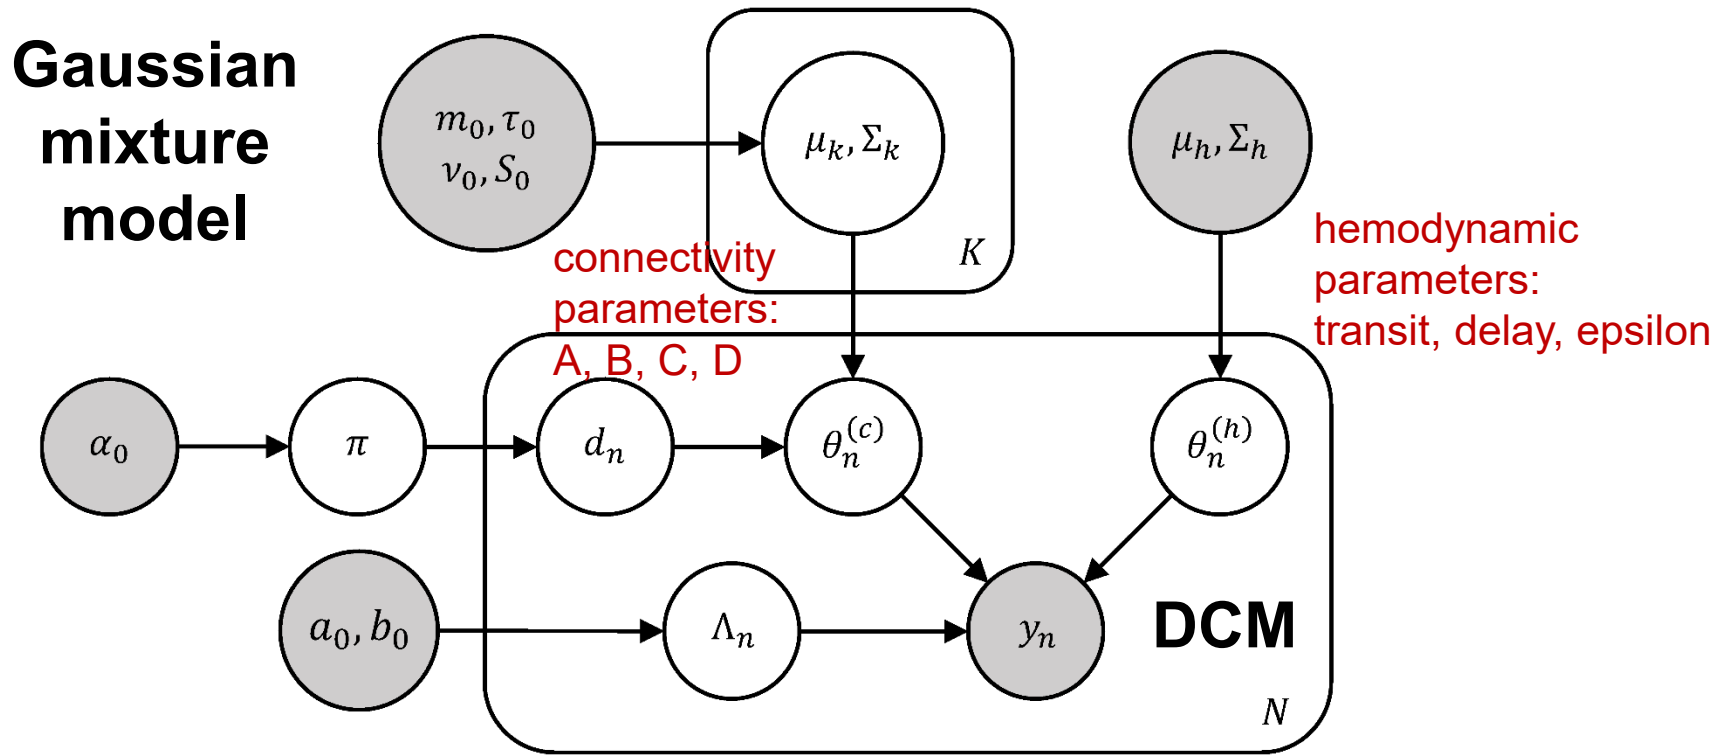 Gaussian
mixture
model
m₀, τ₀
ν₀, S₀
μₖ, Σₖ
K
μₕ, Σₕ
connectivity
parameters:
A, B, C, D
hemodynamic
parameters:
transit, delay, epsilon
α₀
π
dₙ
θₙ⁽ᶜ⁾
θₙ⁽ʰ⁾
a₀, b₀
Λₙ
yₙ
DCM
N